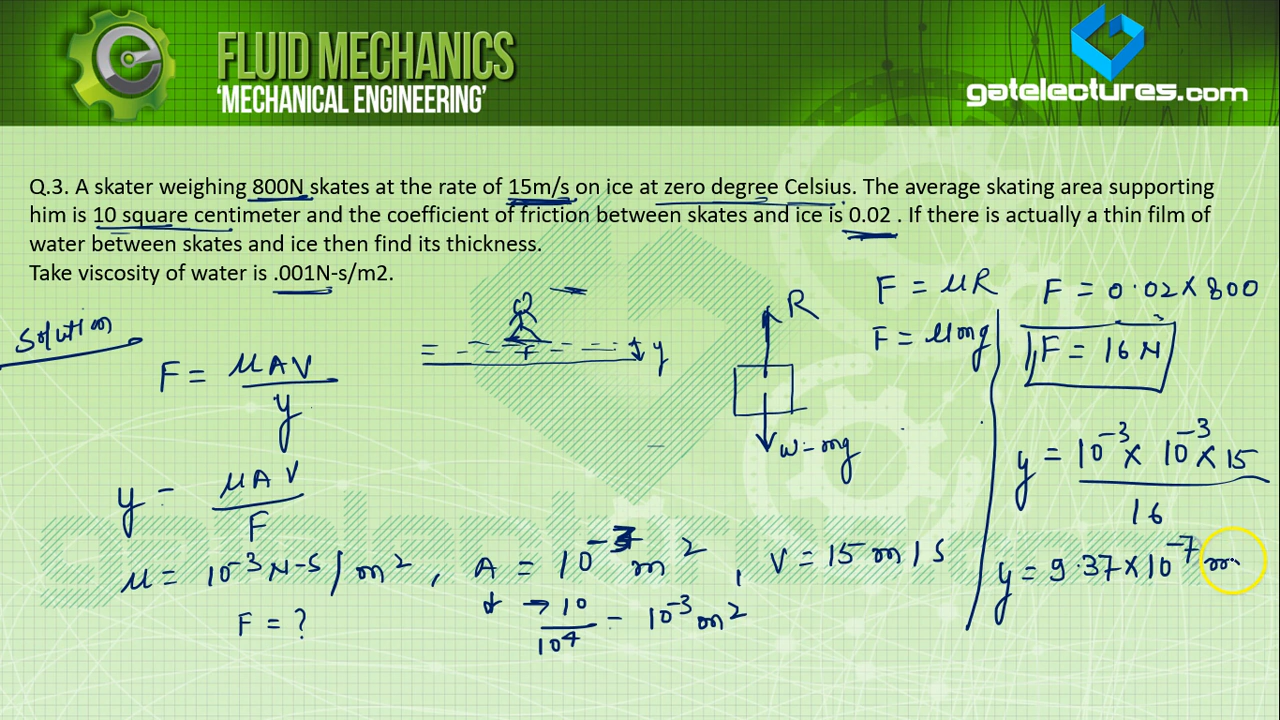 FLUID MECHANICS
'MECHANICAL ENGINEERING'
gatelectures.com
Q.3. A skater weighing 800N skates at the rate of 15m/s on ice at zero degree Celsius. The average skating area supporting
him is 10 square centimeter and the coefficient of friction between skates and ice is 0.02 . If there is actually a thin film of
water between skates and ice then find its thickness.
Take viscosity of water is .001N-s/m2.
Solution
F = μAV / y
y = μAV / F
μ = 10⁻³ N-S/m², A = 10⁻³ m², V = 15 m/s
↓ → 10/10⁴ = 10⁻³ m²
F = ?
y
R
W = mg
F = μR
F = μmg
F = 0.02 × 800
F = 16 N
y = 10⁻³ × 10⁻³ × 15 / 16
y = 9.37 × 10⁻⁷ m